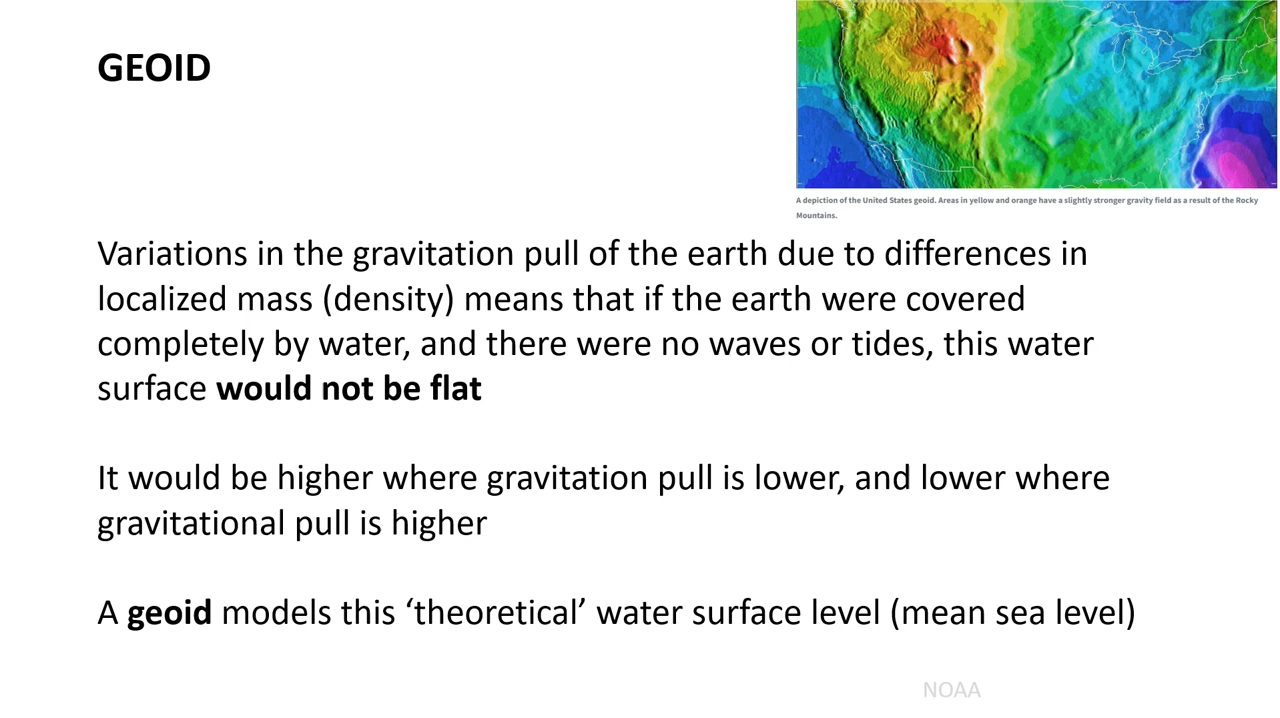 GEOID
A depiction of the United States geoid. Areas in yellow and orange have a slightly stronger gravity field as a result of the Rocky
Mountains.
Variations in the gravitation pull of the earth due to differences in
localized mass (density) means that if the earth were covered
completely by water, and there were no waves or tides, this water
surface would not be flat
It would be higher where gravitation pull is lower, and lower where
gravitational pull is higher
A geoid models this ‘theoretical’ water surface level (mean sea level)
NOAA